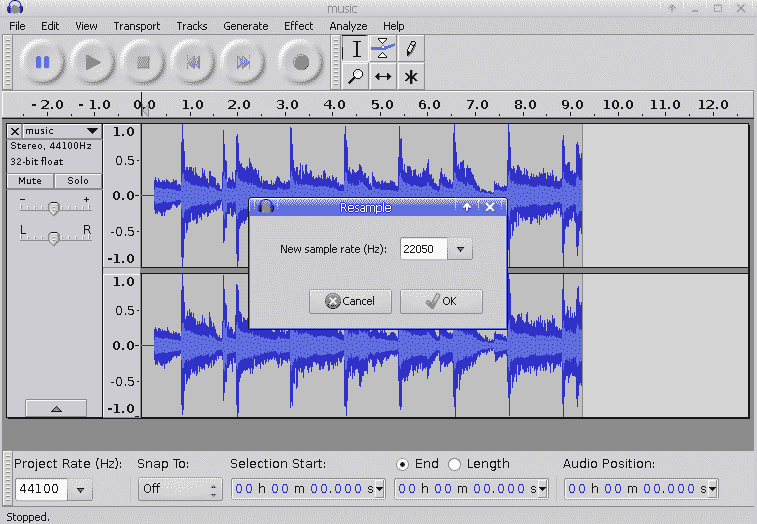 music
File Edit View Transport Tracks Generate Effect Analyze Help
-2.0 -1.0 0.0 1.0 2.0 3.0 4.0 5.0 6.0 7.0 8.0 9.0 10.0 11.0 12.0
music
Stereo, 44100Hz
32-bit float
Mute Solo
- +
L R
1.0
0.5-
0.0-
-0.5-
-1.0
1.0
0.5-
0.0-
-0.5-
-1.0
Resample
New sample rate (Hz): 22050
Cancel OK
Project Rate (Hz): Snap To: Selection Start: End Length Audio Position:
44100 Off 00 h 00 m 00.000 s 00 h 00 m 00.000 s 00 h 00 m 00.000 s
Stopped.